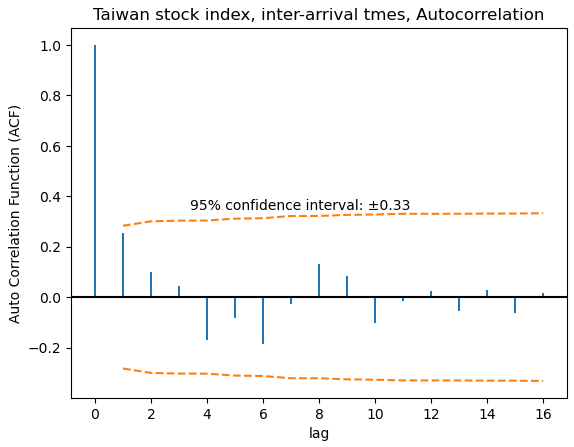 Taiwan stock index, inter-arrival tmes, Autocorrelation
Auto Correlation Function (ACF)
1.0
0.8
0.6
0.4
0.2
0.0
−0.2
95% confidence interval: ±0.33
0 2 4 6 8 10 12 14 16
lag